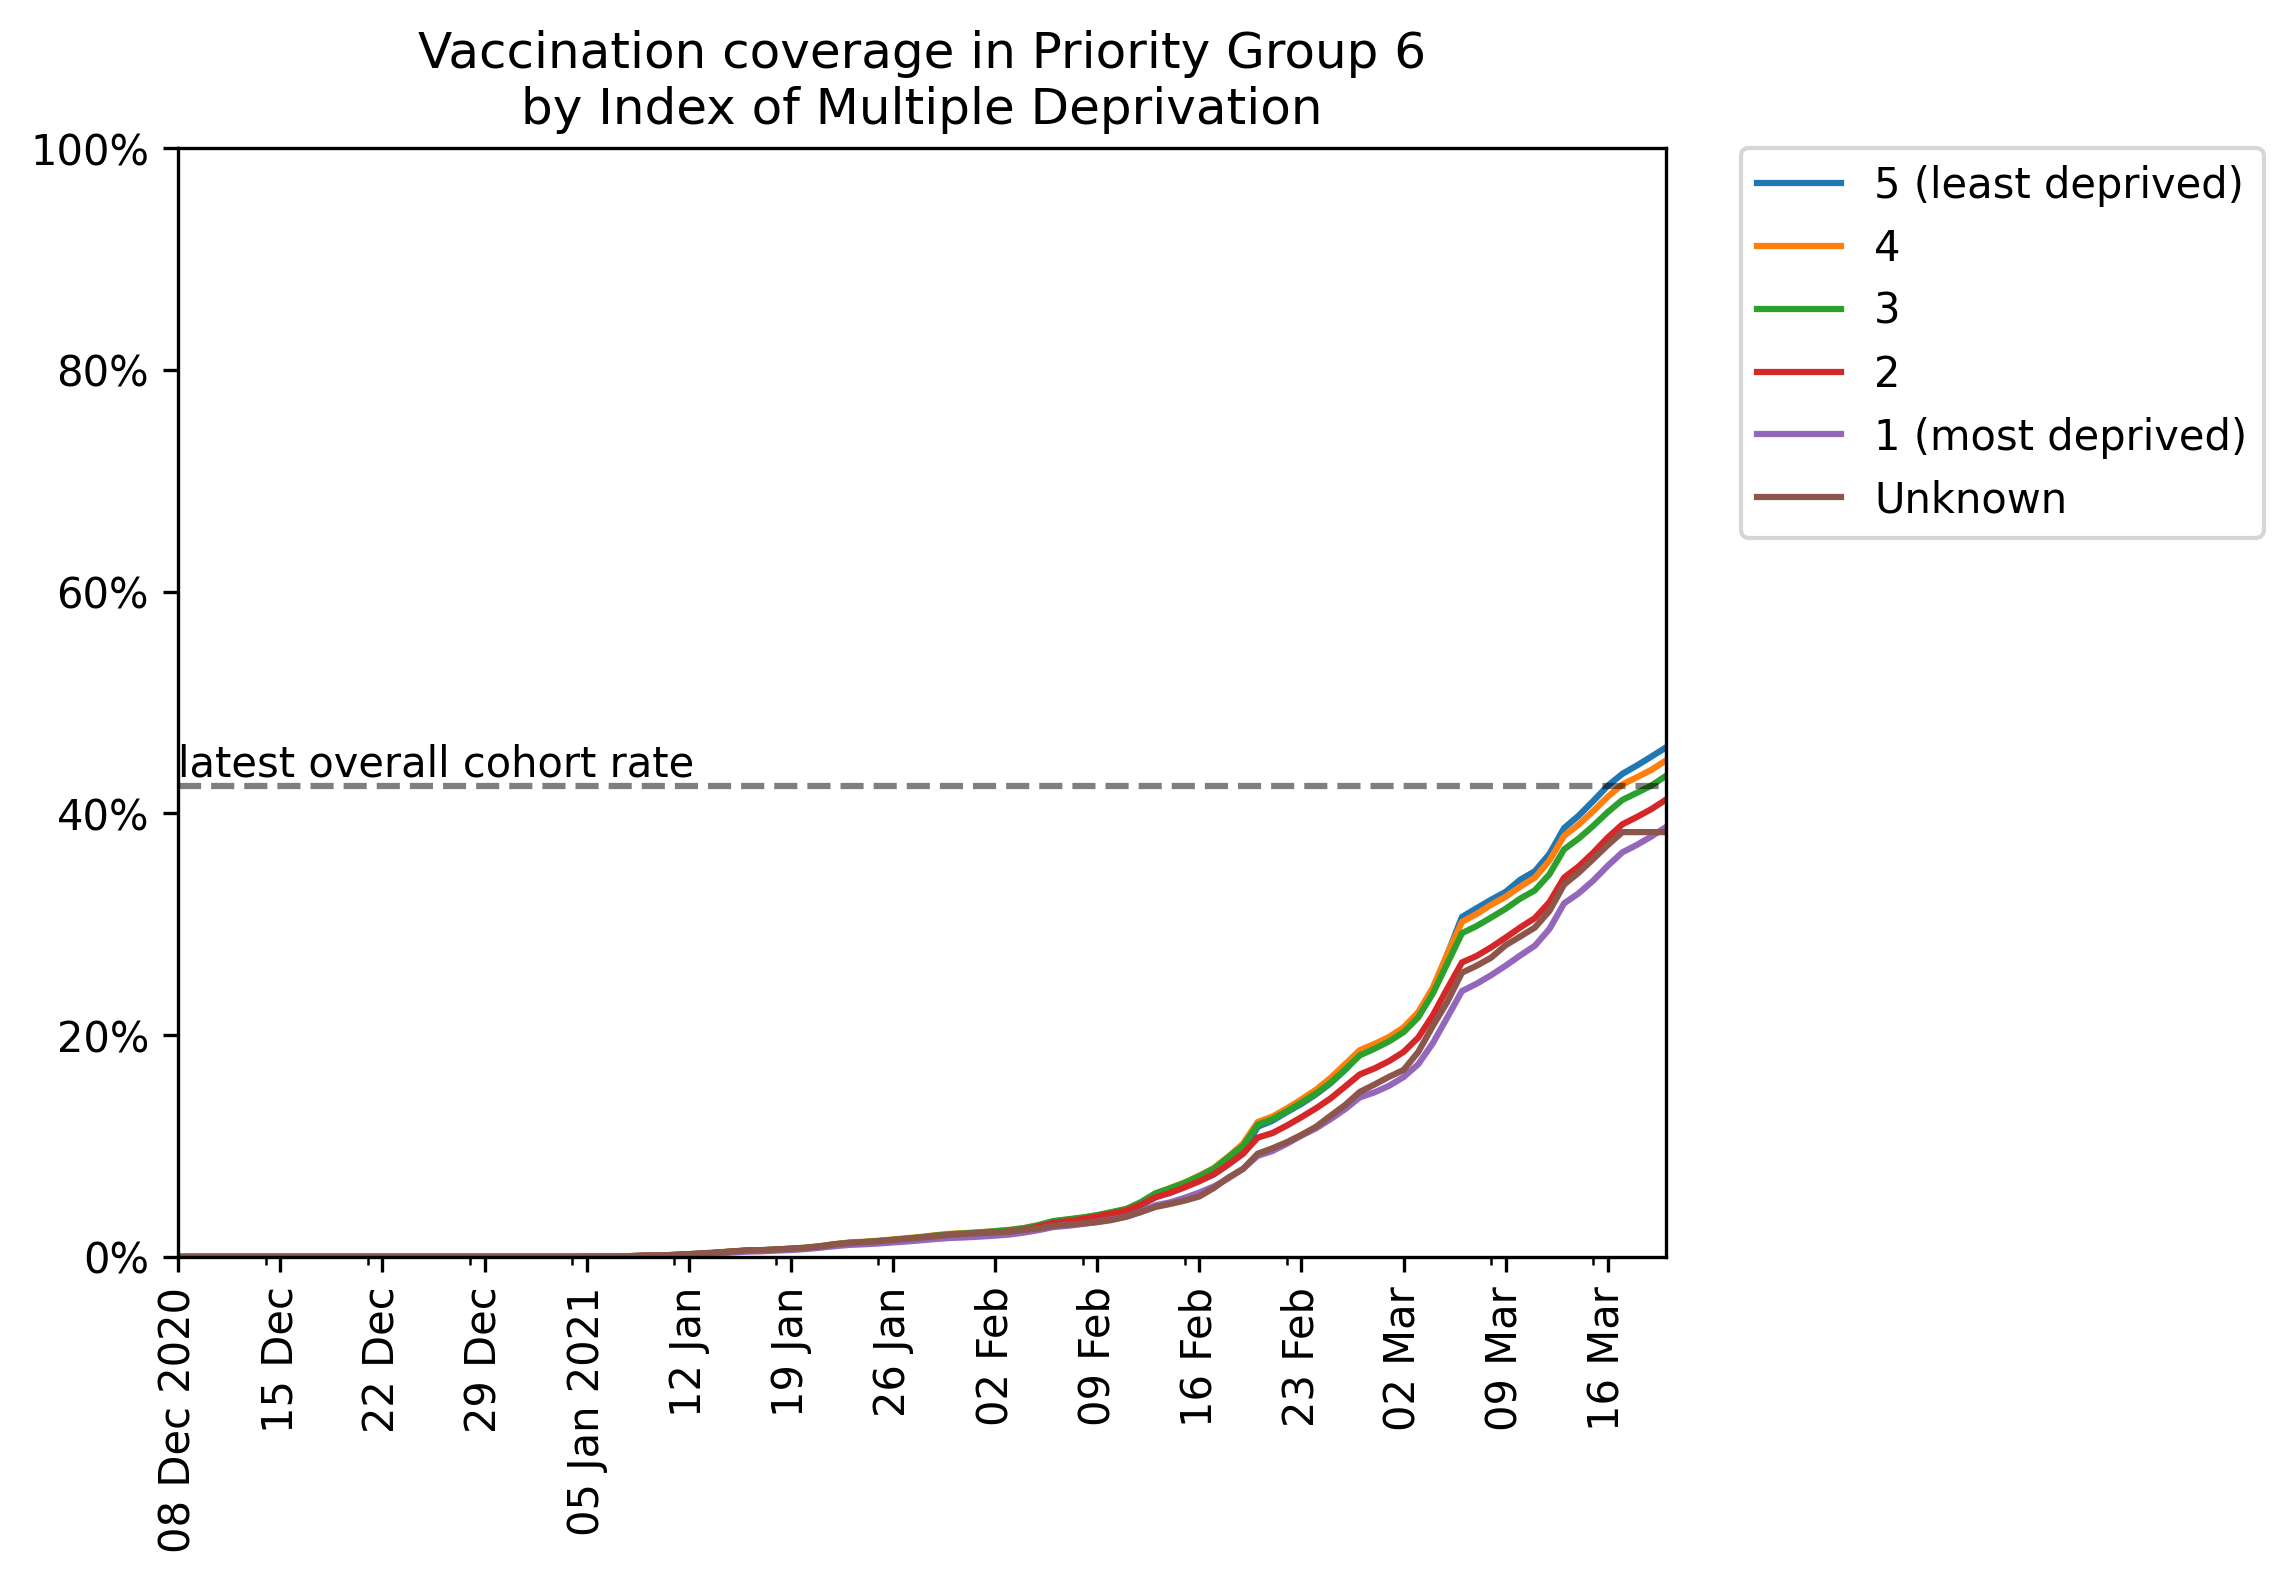 Vaccination coverage in Priority Group 6
by Index of Multiple Deprivation
100%
80%
60%
40%
20%
0%
latest overall cohort rate
08 Dec 2020
15 Dec
22 Dec
29 Dec
05 Jan 2021
12 Jan
19 Jan
26 Jan
02 Feb
09 Feb
16 Feb
23 Feb
02 Mar
09 Mar
16 Mar
5 (least deprived)
4
3
2
1 (most deprived)
Unknown